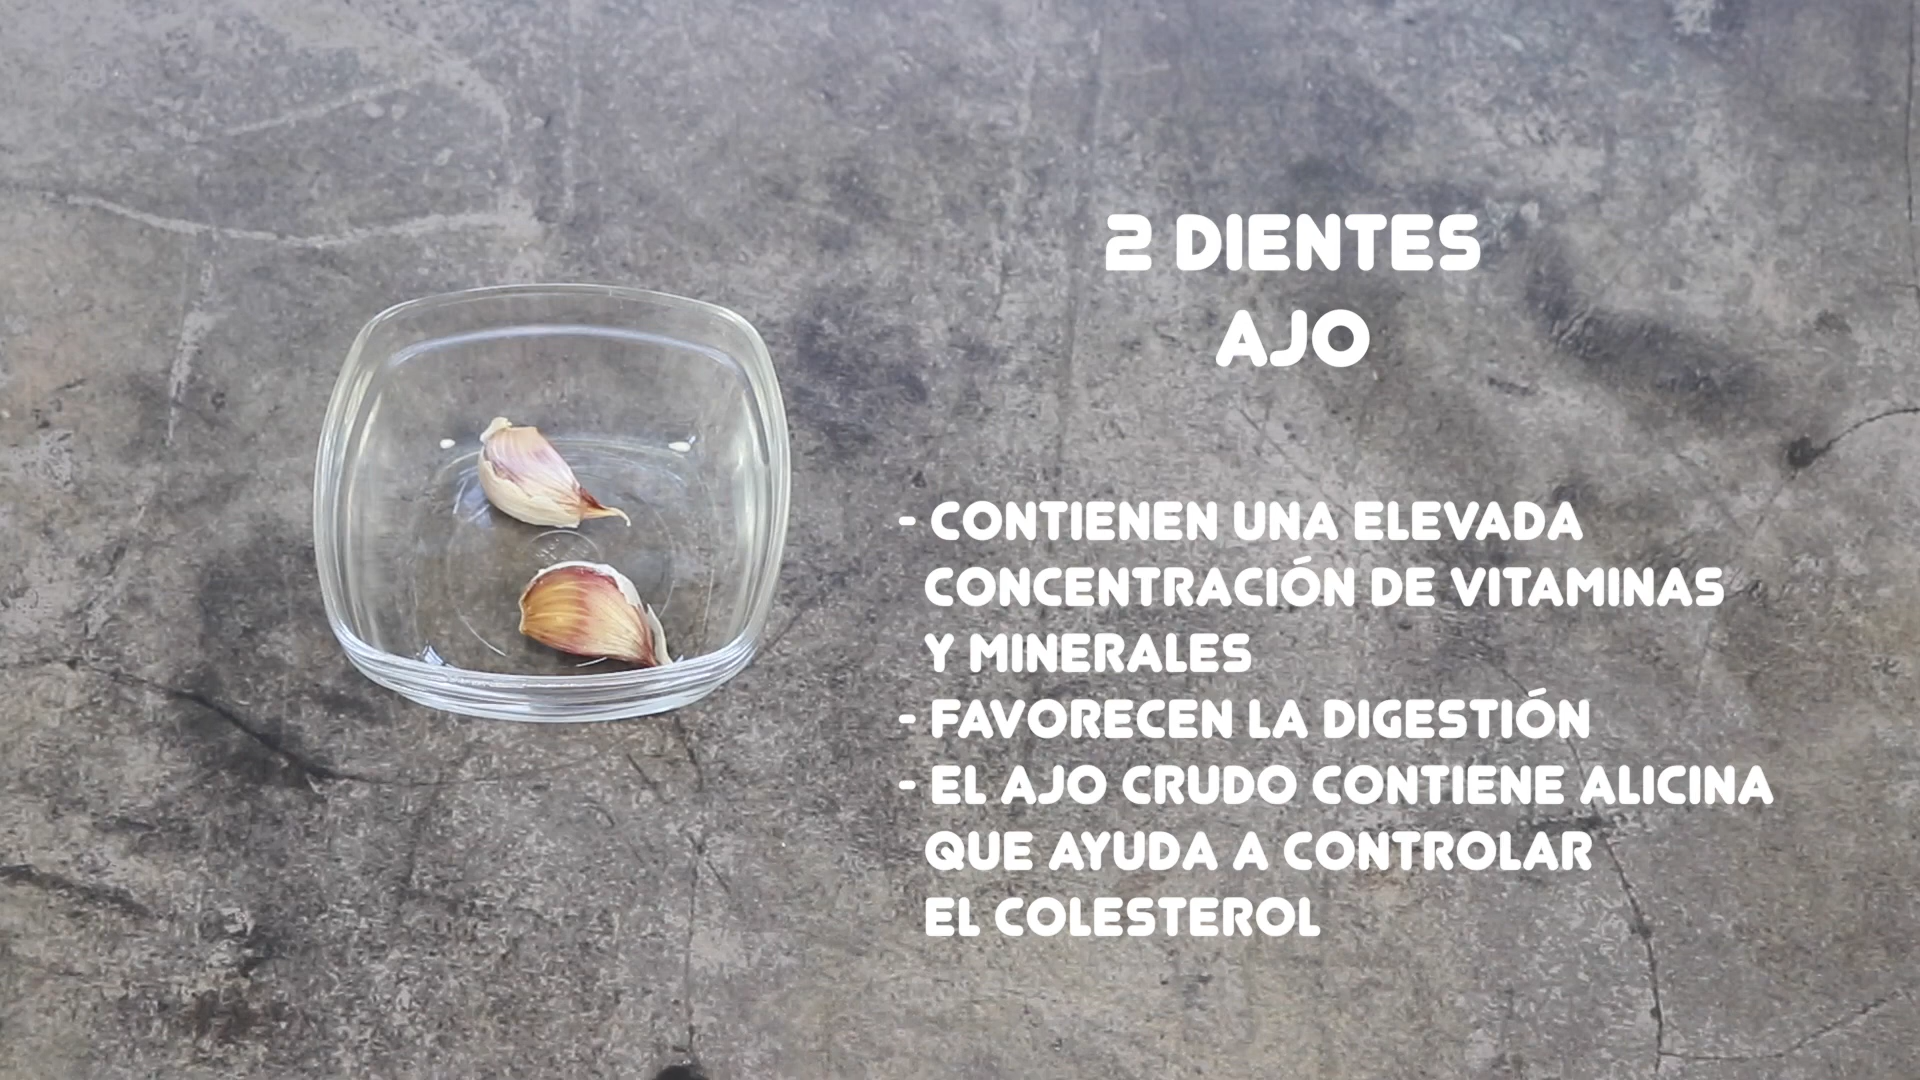 2 DIENTES
AJO
- CONTIENEN UNA ELEVADA
CONCENTRACIÓN DE VITAMINAS
Y MINERALES
- FAVORECEN LA DIGESTIÓN
- EL AJO CRUDO CONTIENE ALICINA
QUE AYUDA A CONTROLAR
EL COLESTEROL